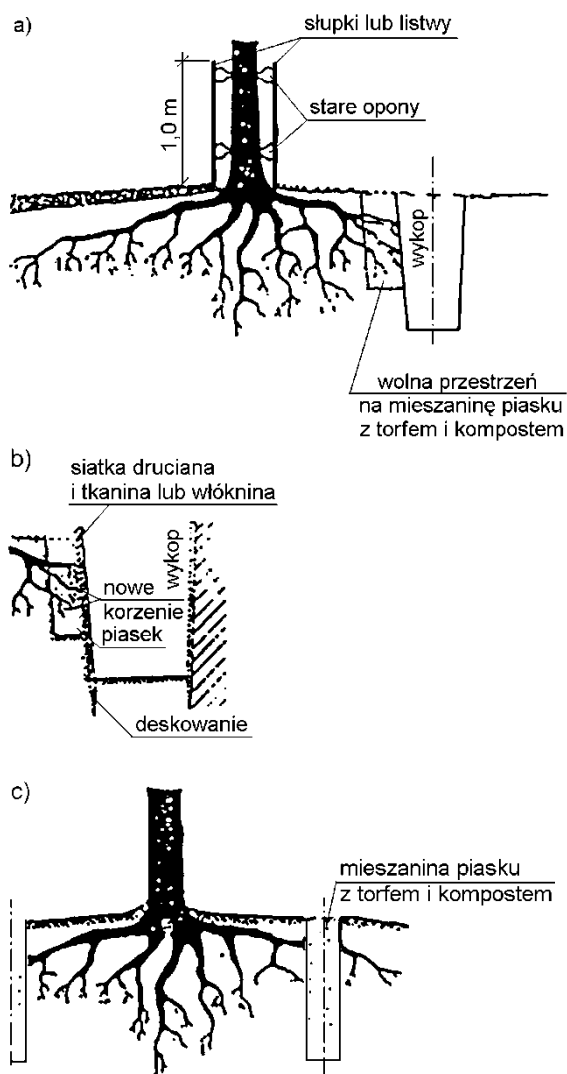 a)
słupki lub listwy
stare opony
1,0 m
wykop
wolna przestrzeń
na mieszaninę piasku
z torfem i kompostem
b)
siatka druciana
i tkanina lub włóknina
wykop
nowe
korzenie
piasek
deskowanie
c)
mieszanina piasku
z torfem i kompostem